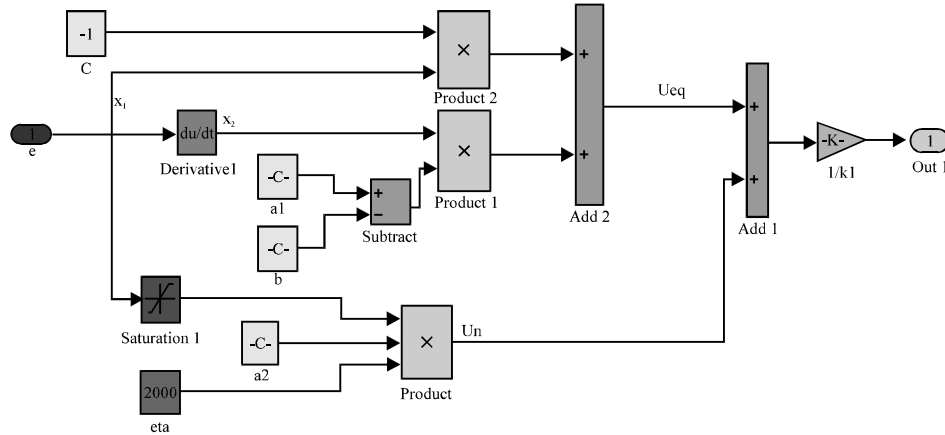 -1
C
×
Product 2
+
+
Add 2
Ueq
+
+
Add 1
-K-
1/k1
1
Out 1
1
e
x₁
du/dt
Derivative1
x₂
×
Product 1
-C-
a1
+
−
Subtract
-C-
b
Saturation 1
-C-
a2
2000
eta
×
Product
Un